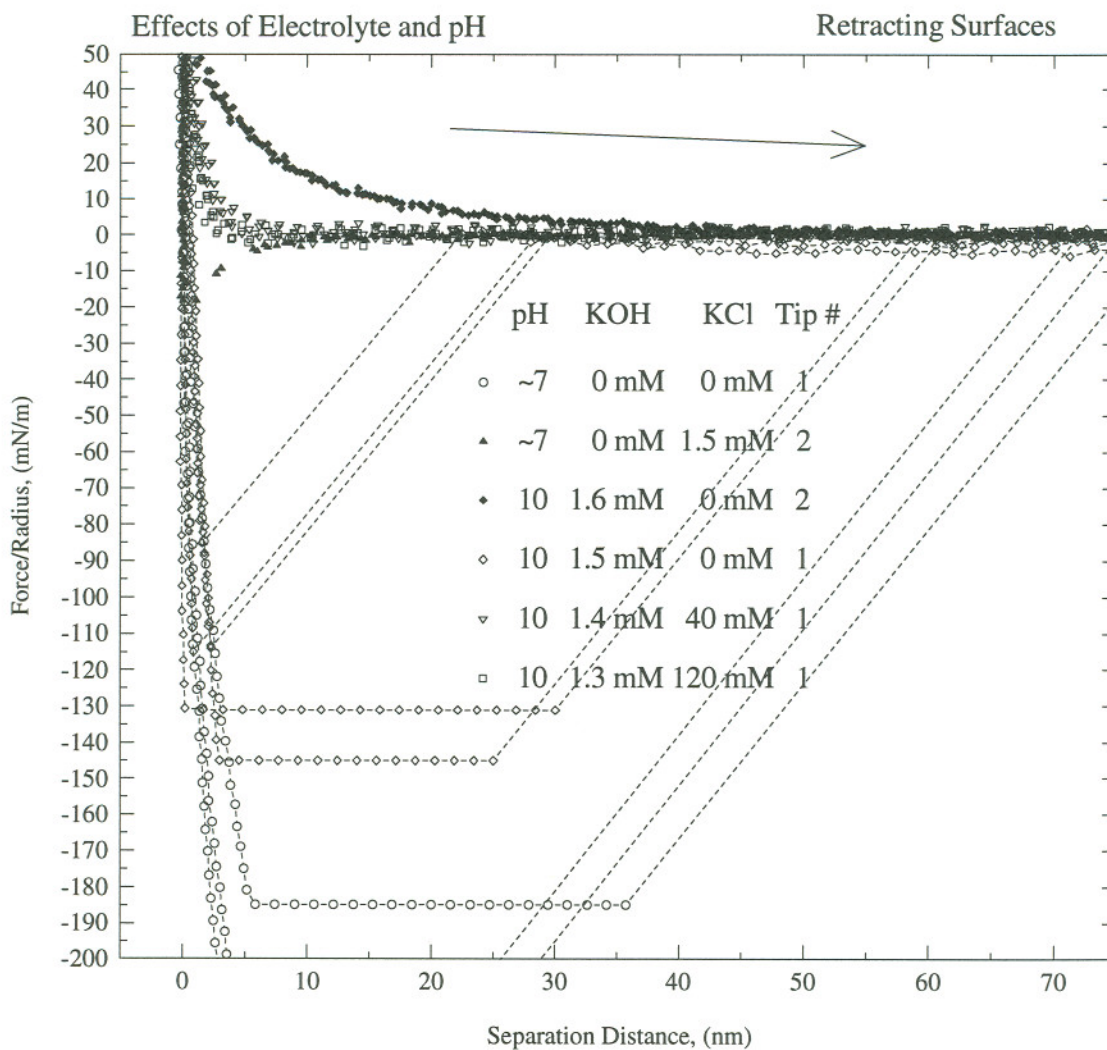 Effects of Electrolyte and pH Retracting Surfaces
50
40
30
20
10
0
-10
-20
-30
-40
-50
-60
-70
-80
-90
-100
-110
-120
-130
-140
-150
-160
-170
-180
-190
-200
Force/Radius, (mN/m)
pH KOH KCl Tip #
~7 0 mM 0 mM 1
~7 0 mM 1.5 mM 2
10 1.6 mM 0 mM 2
10 1.5 mM 0 mM 1
10 1.4 mM 40 mM 1
10 1.3 mM 120 mM 1
0 10 20 30 40 50 60 70
Separation Distance, (nm)